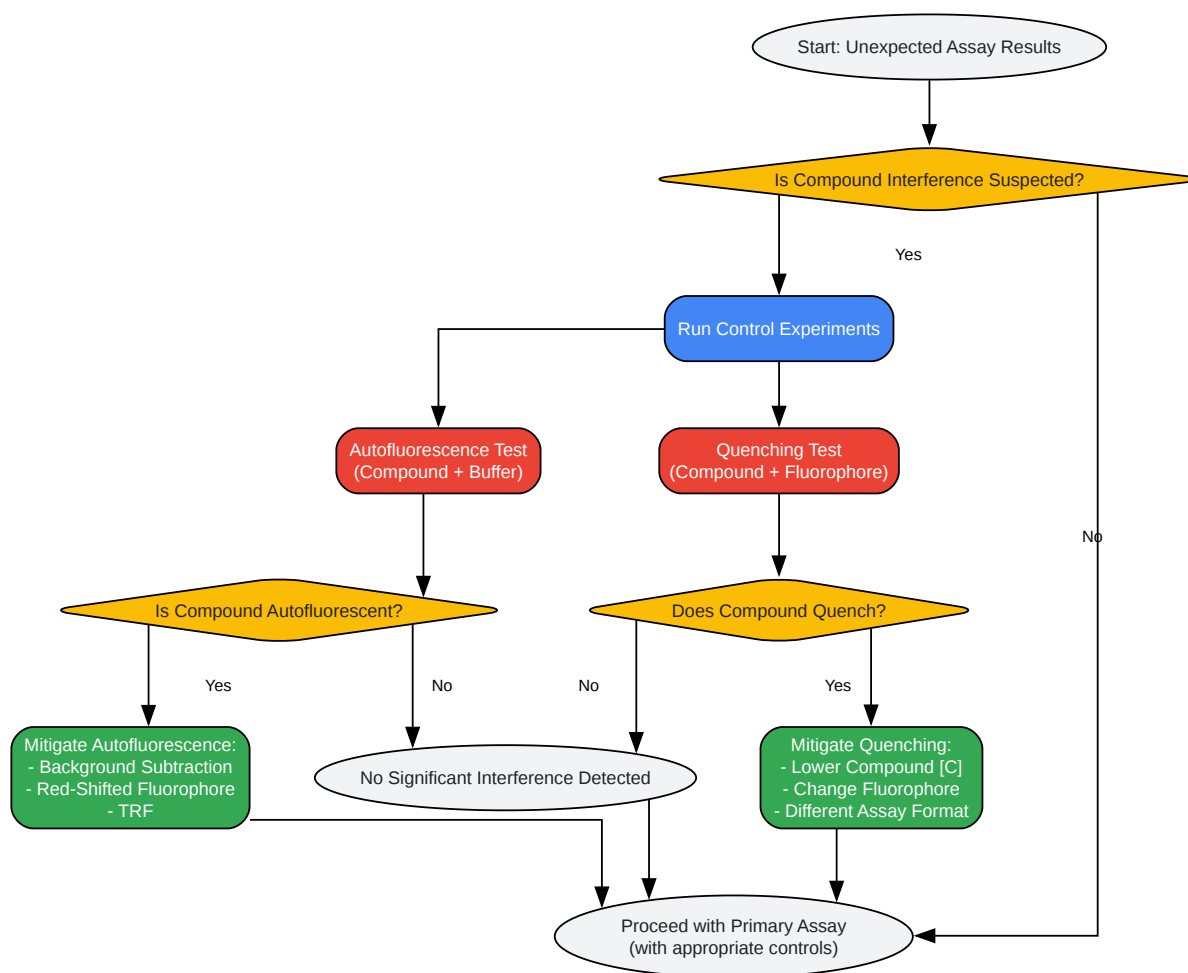 Start: Unexpected Assay Results
Is Compound Interference Suspected?
Yes
Run Control Experiments
Autofluorescence Test
(Compound + Buffer)
Quenching Test
(Compound + Fluorophore)
No
Is Compound Autofluorescent?
Does Compound Quench?
Yes
No
No
Yes
Mitigate Autofluorescence:
- Background Subtraction
- Red-Shifted Fluorophore
- TRF
No Significant Interference Detected
Mitigate Quenching:
- Lower Compound [C]
- Change Fluorophore
- Different Assay Format
Proceed with Primary Assay
(with appropriate controls)